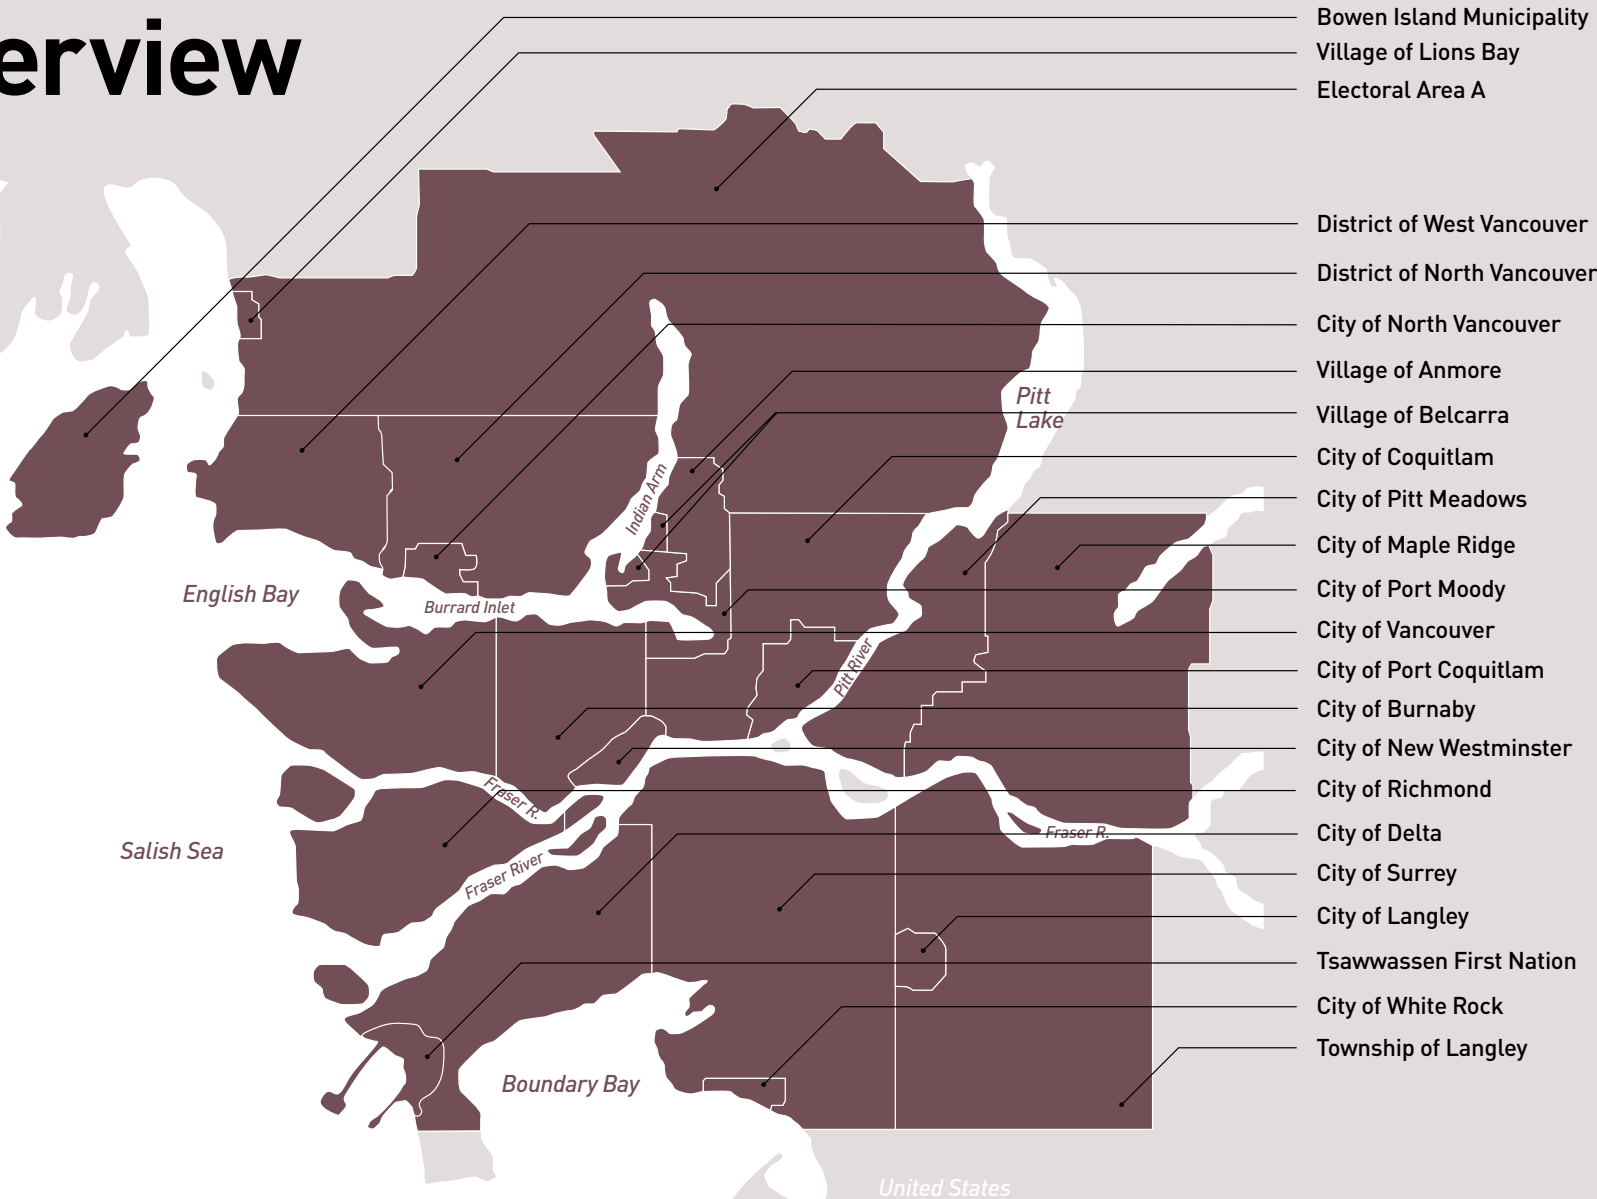 erview
Bowen Island Municipality
Village of Lions Bay
Electoral Area A
District of West Vancouver
District of North Vancouver
City of North Vancouver
Village of Anmore
Village of Belcarra
City of Coquitlam
City of Pitt Meadows
City of Maple Ridge
City of Port Moody
City of Vancouver
City of Port Coquitlam
City of Burnaby
City of New Westminster
City of Richmond
City of Delta
City of Surrey
City of Langley
Tsawwassen First Nation
City of White Rock
Township of Langley
Pitt
Lake
Indian Arm
English Bay
Burrard Inlet
Pitt River
Fraser R.
Fraser R.
Salish Sea
Fraser River
Boundary Bay
United States